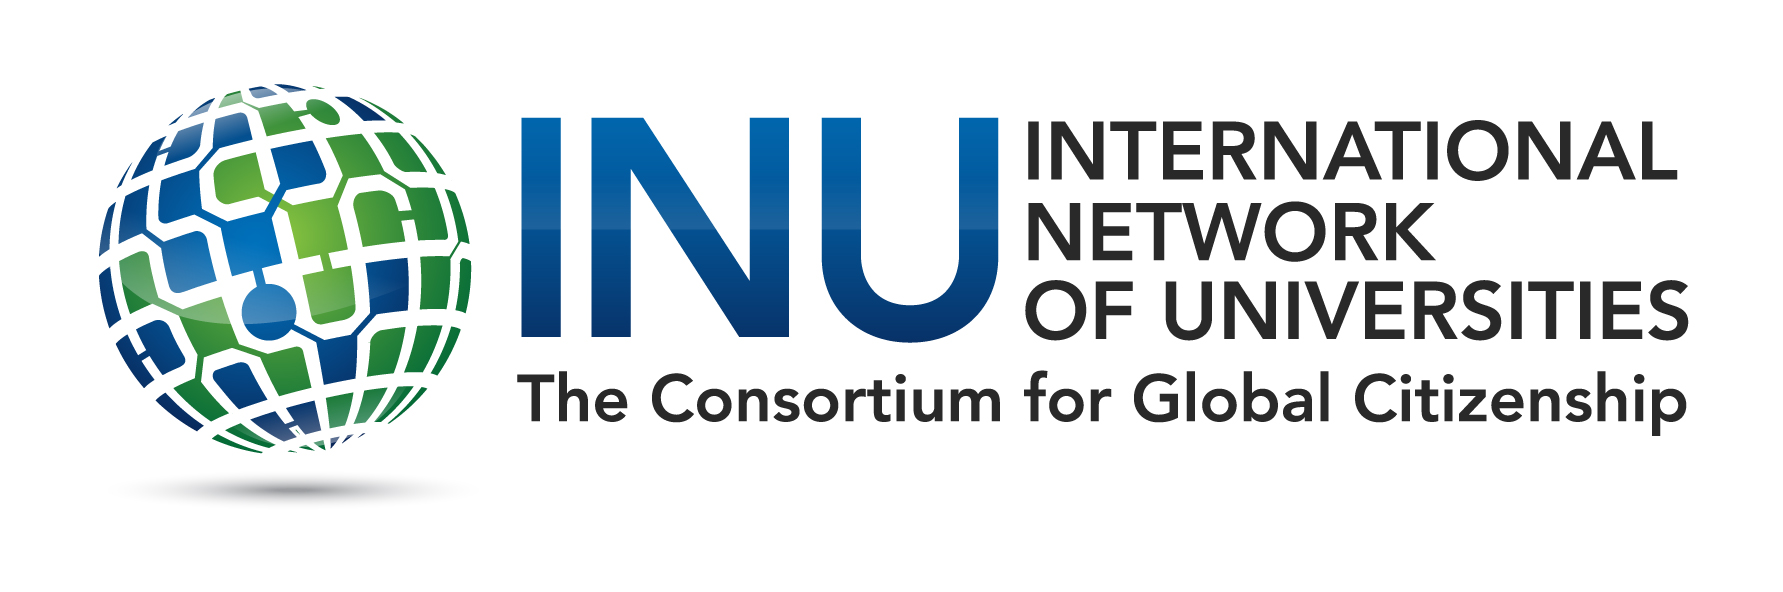 INU
INTERNATIONAL
NETWORK
OF UNIVERSITIES
The Consortium for Global Citizenship